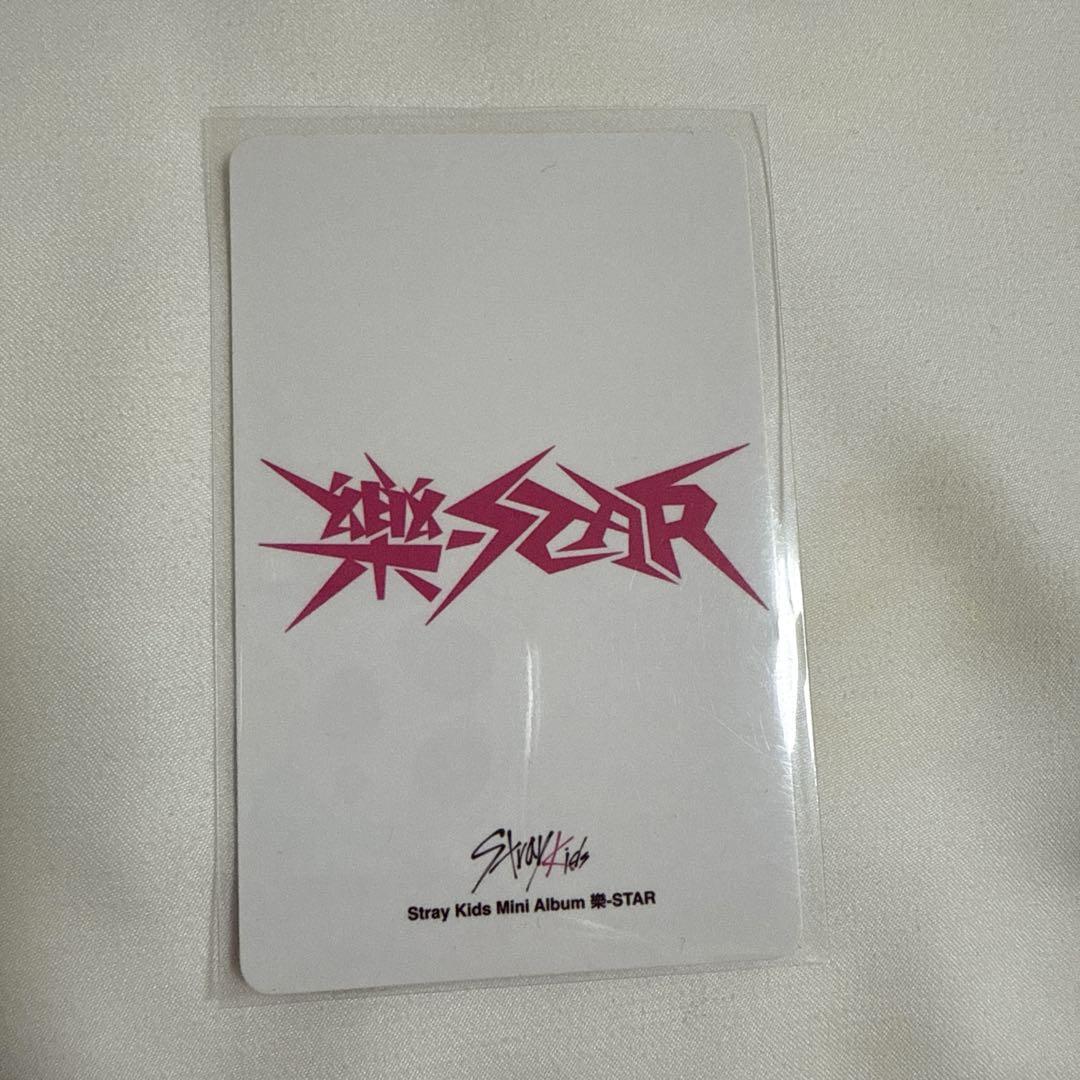 樂-STAR
Stray Kids
Stray Kids Mini Album 樂-STAR